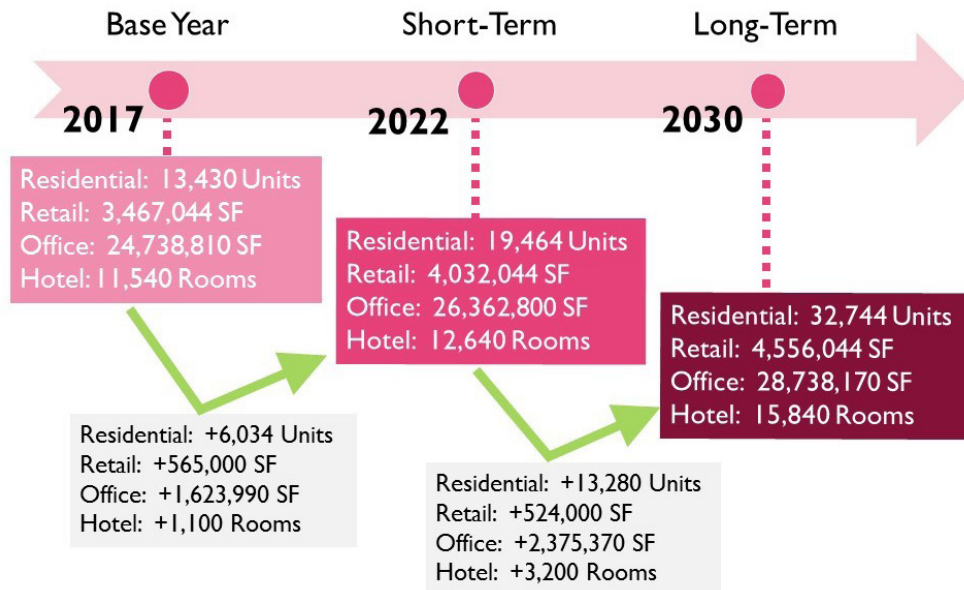 Base Year
Short-Term
Long-Term
2017
2022
2030
Residential: 13,430 Units
Retail: 3,467,044 SF
Office: 24,738,810 SF
Hotel: 11,540 Rooms
Residential: 19,464 Units
Retail: 4,032,044 SF
Office: 26,362,800 SF
Hotel: 12,640 Rooms
Residential: 32,744 Units
Retail: 4,556,044 SF
Office: 28,738,170 SF
Hotel: 15,840 Rooms
Residential: +6,034 Units
Retail: +565,000 SF
Office: +1,623,990 SF
Hotel: +1,100 Rooms
Residential: +13,280 Units
Retail: +524,000 SF
Office: +2,375,370 SF
Hotel: +3,200 Rooms